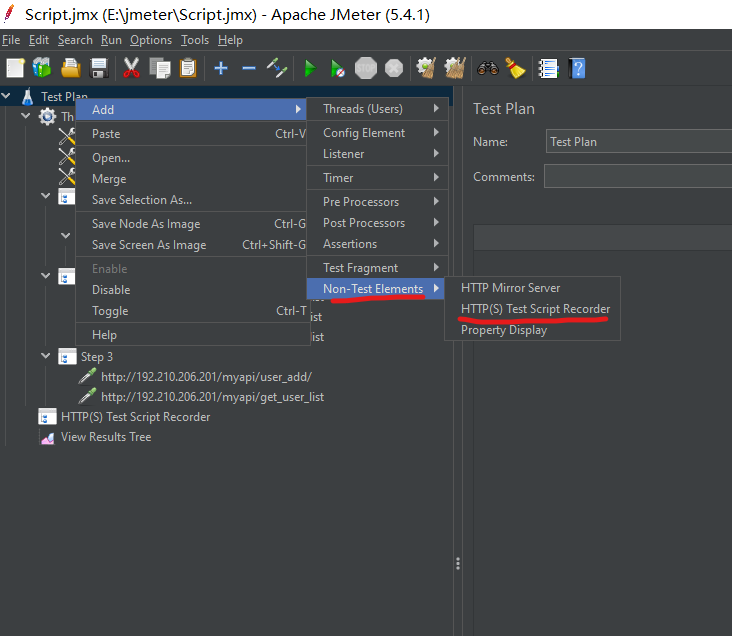 Script.jmx (E:\jmeter\Script.jmx) - Apache JMeter (5.4.1)
File Edit Search Run Options Tools Help
STOP
Test Plan
Th
Add
Paste Ctrl-V
Open...
Merge
Save Selection As...
Save Node As Image Ctrl-G
Save Screen As Image Ctrl+Shift-G
Enable
Disable
Toggle Ctrl-T
Help
Threads (Users)
Config Element
Listener
Timer
Pre Processors
Post Processors
Assertions
Test Fragment
Non-Test Elements
HTTP Mirror Server
HTTP(S) Test Script Recorder
Property Display
list
list
Step 3
http://192.210.206.201/myapi/user_add/
http://192.210.206.201/myapi/get_user_list
HTTP(S) Test Script Recorder
View Results Tree
Test Plan
Name: Test Plan
Comments: